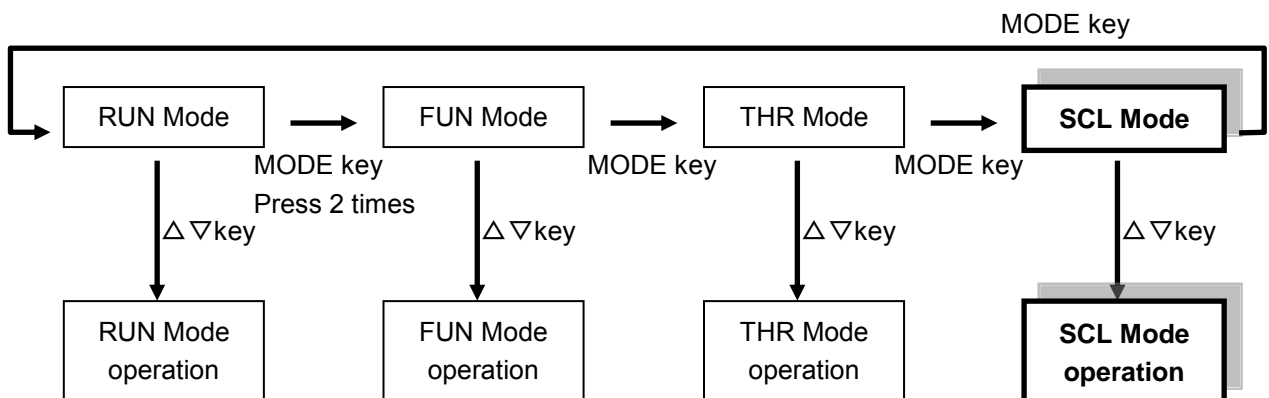 MODE key
RUN Mode
FUN Mode
THR Mode
SCL Mode
MODE key
Press 2 times
MODE key
MODE key
△▽key
△▽key
△▽key
△▽key
RUN Mode
operation
FUN Mode
operation
THR Mode
operation
SCL Mode
operation